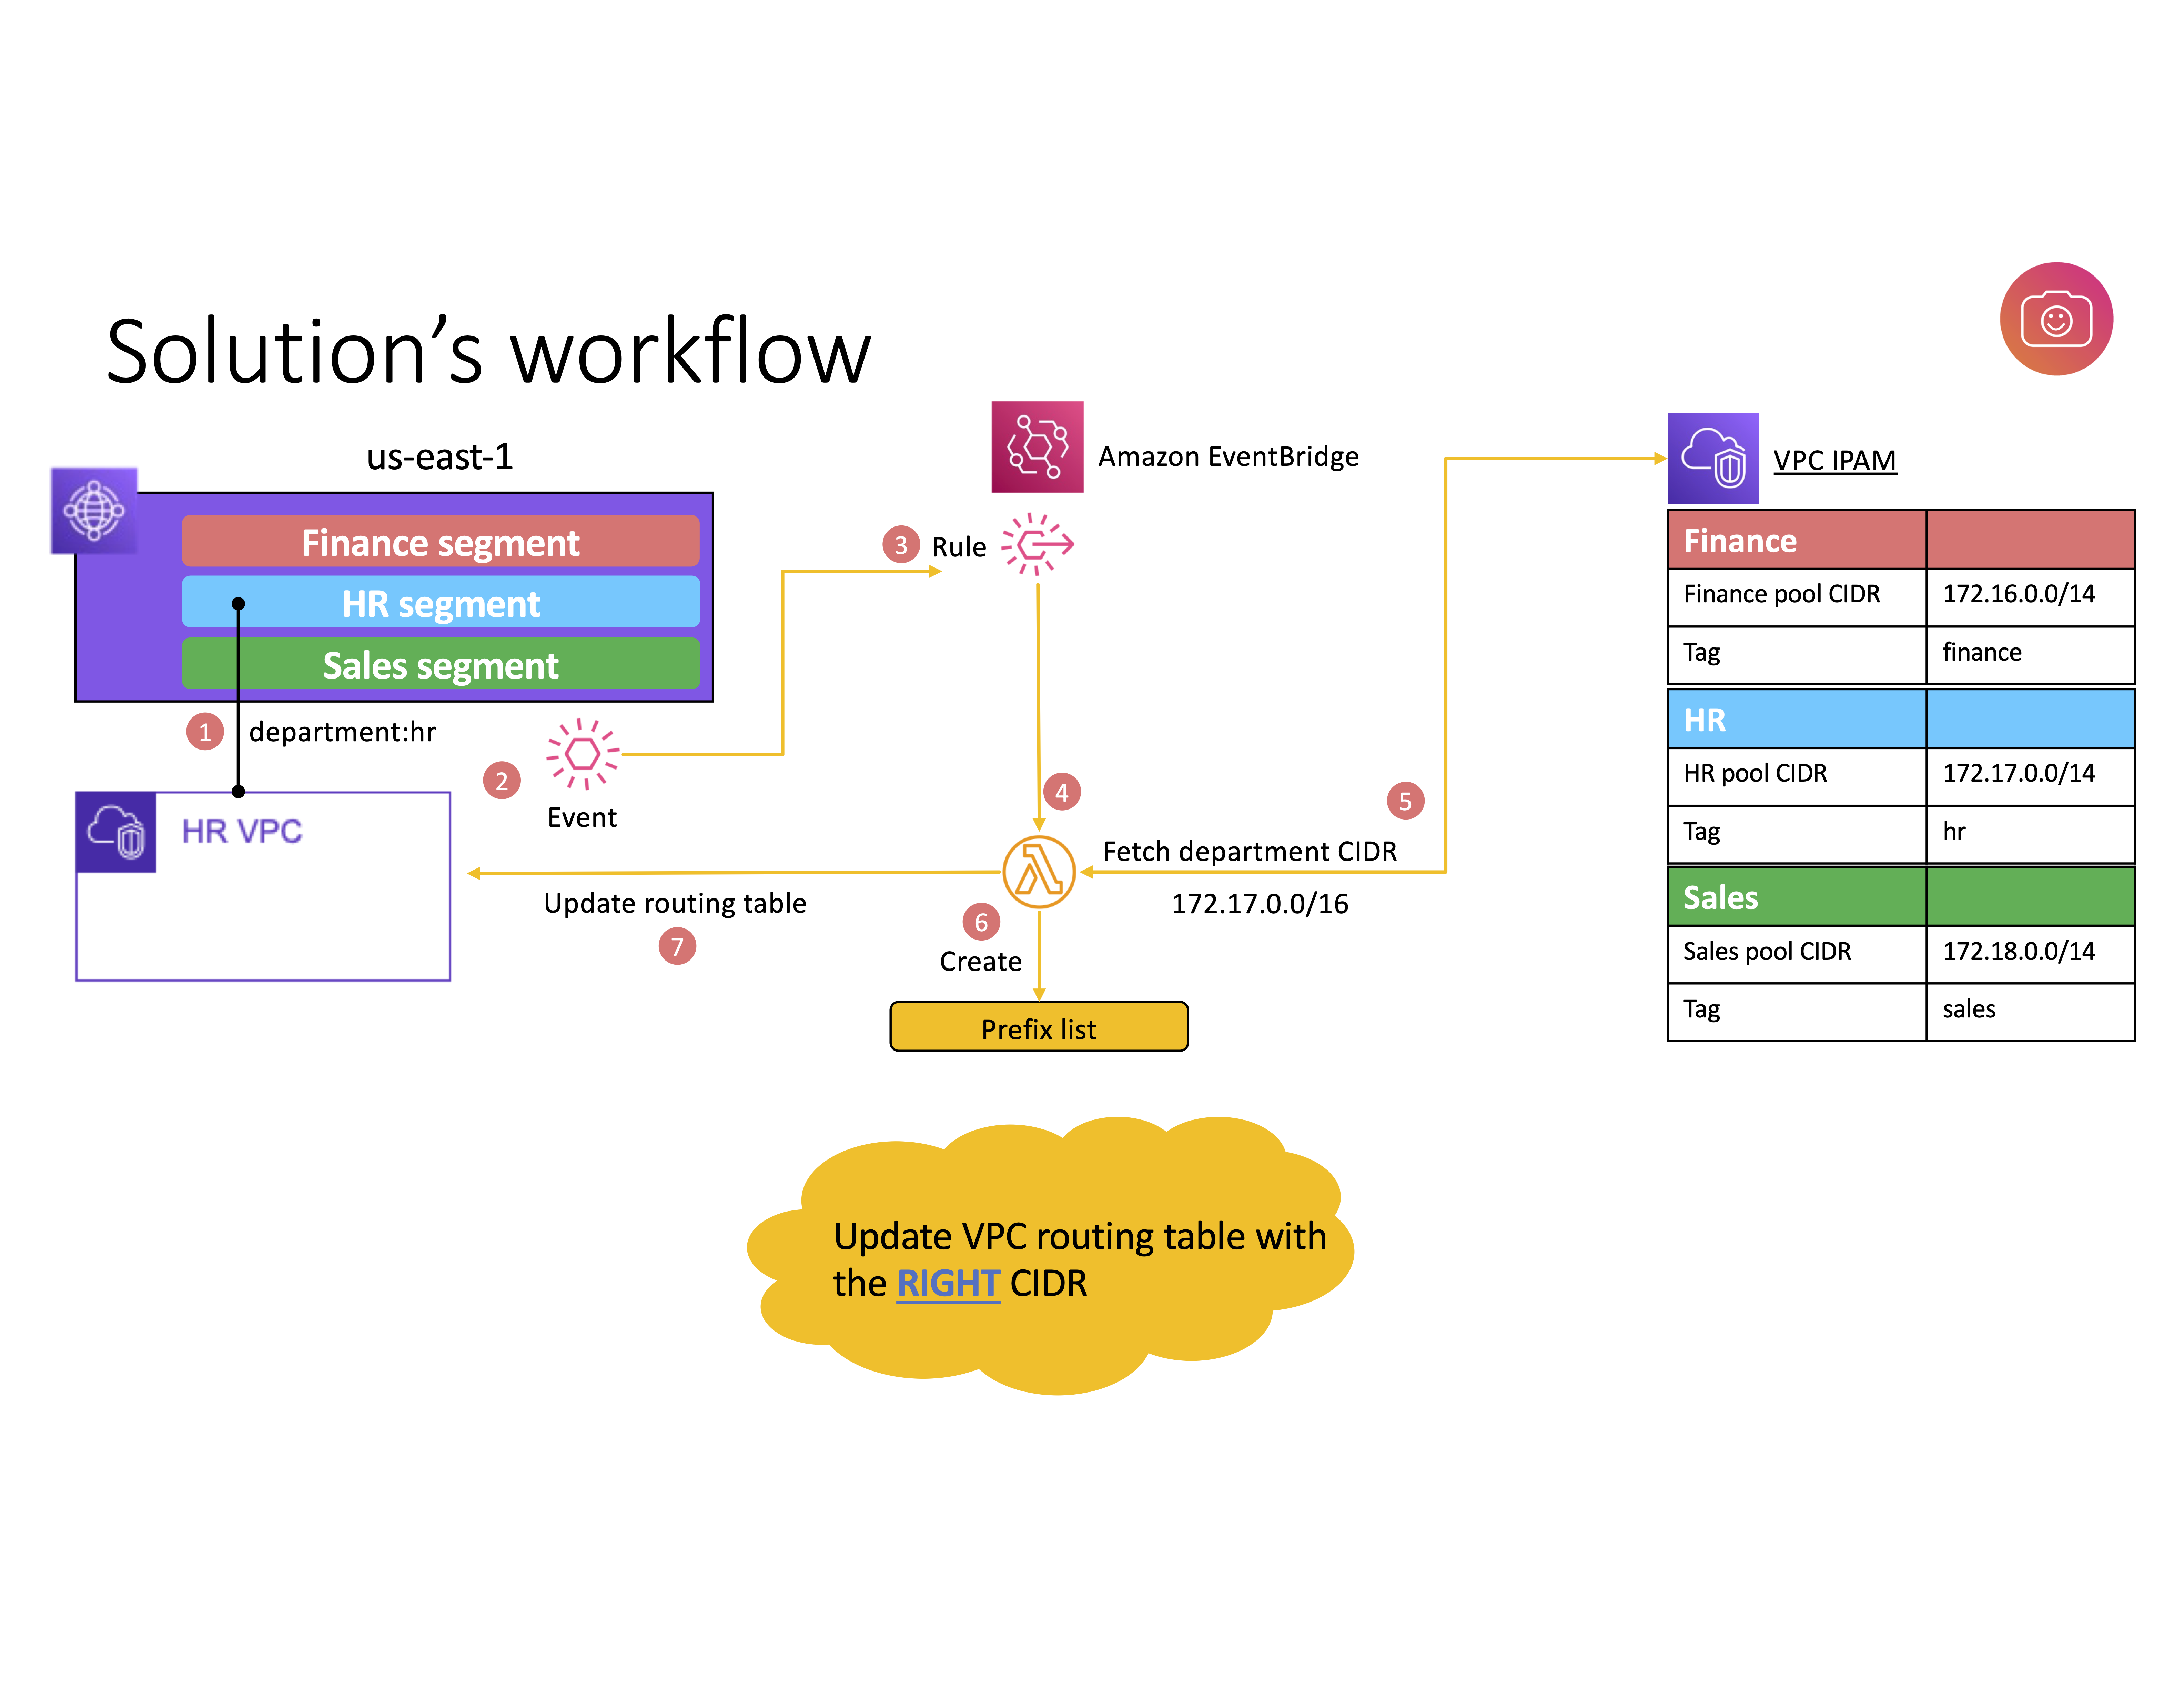 Solution’s workflow
us-east-1
Finance segment
HR segment
Sales segment
1
department:hr
HR VPC
2
Event
Amazon EventBridge
3
Rule
4
5
Fetch department CIDR
172.17.0.0/16
6
Create
Prefix list
Update routing table
7
VPC IPAM
Finance
Finance pool CIDR
172.16.0.0/14
Tag
finance
HR
HR pool CIDR
172.17.0.0/14
Tag
hr
Sales
Sales pool CIDR
172.18.0.0/14
Tag
sales
Update VPC routing table with
the RIGHT CIDR